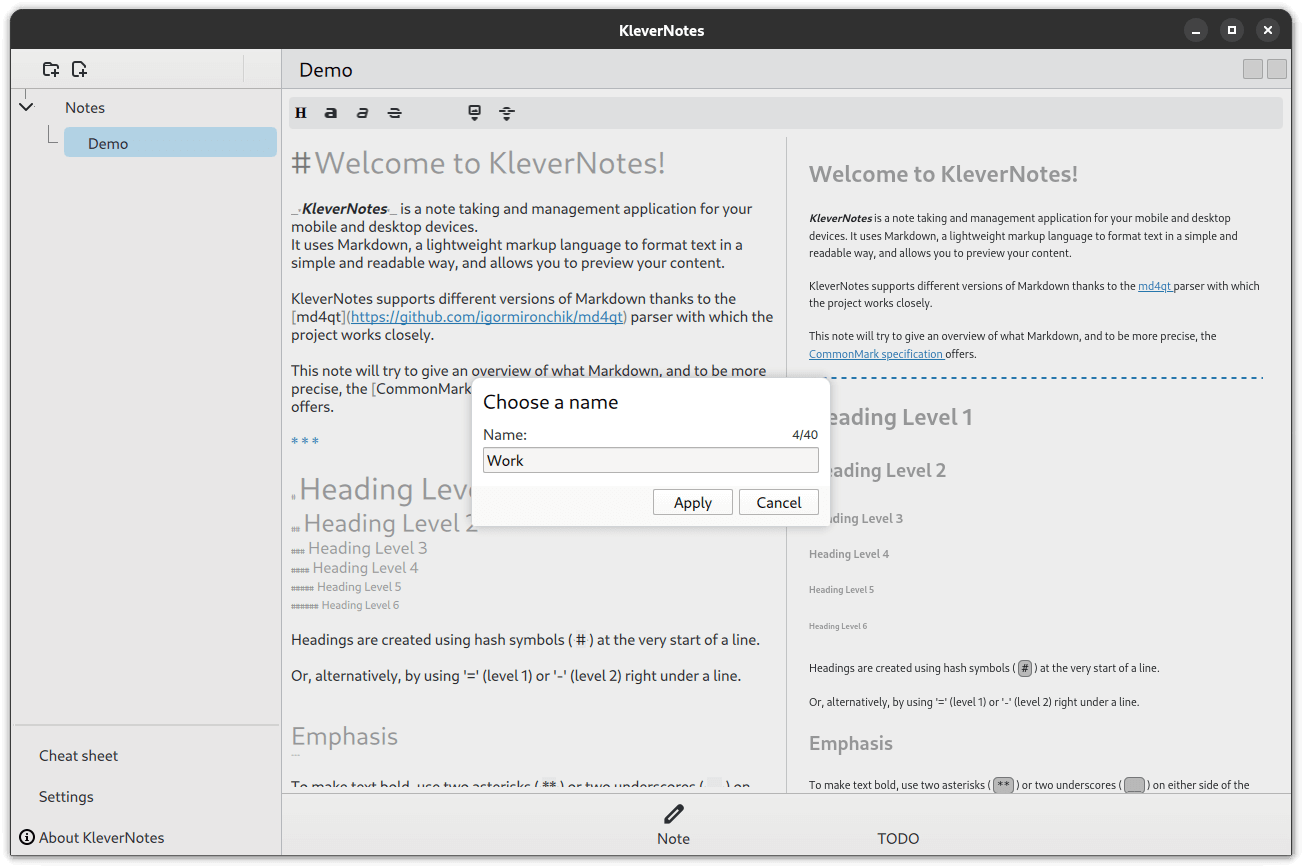 KleverNotes
Demo
Notes
Demo
Cheat sheet
Settings
About KleverNotes
H a a a
#Welcome to KleverNotes!
_*KleverNotes*_ is a note taking and management application for your
mobile and desktop devices.
It uses Markdown, a lightweight markup language to format text in a
simple and readable way, and allows you to preview your content.
KleverNotes supports different versions of Markdown thanks to the
[md4qt](https://github.com/igormironchik/md4qt) parser with which the
project works closely.
This note will try to give an overview of what Markdown, and to be more
precise, the [CommonMark
offers.
* * *
# Heading Level
## Heading Level 2
### Heading Level 3
#### Heading Level 4
##### Heading Level 5
###### Heading Level 6
Headings are created using hash symbols ( # ) at the very start of a line.
Or, alternatively, by using '=' (level 1) or '-' (level 2) right under a line.
Emphasis
---
To make text bold, use two asterisks ( ** ) or two underscores ( __ ) on
Welcome to KleverNotes!
KleverNotes is a note taking and management application for your mobile and desktop
devices. It uses Markdown, a lightweight markup language to format text in a simple and
readable way, and allows you to preview your content.
KleverNotes supports different versions of Markdown thanks to the md4qt parser with which
the project works closely.
This note will try to give an overview of what Markdown, and to be more precise, the
CommonMark specification offers.
Heading Level 1
Heading Level 2
Heading Level 3
Heading Level 4
Heading Level 5
Heading Level 6
Headings are created using hash symbols ( # ) at the very start of a line.
Or, alternatively, by using '=' (level 1) or '-' (level 2) right under a line.
Emphasis
To make text bold, use two asterisks ( ** ) or two underscores ( __ ) on either side of the
Choose a name
Name: 4/40
Work
Apply Cancel
Note TODO